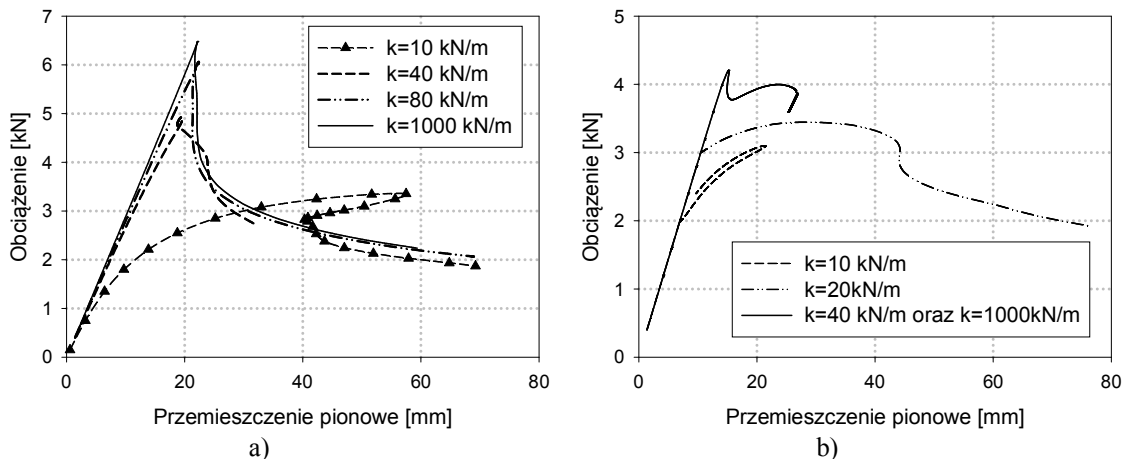 7
6
5
4
3
2
1
0
Obciążenie [kN]
0
20
40
60
80
Przemieszczenie pionowe [mm]
k=10 kN/m
k=40 kN/m
k=80 kN/m
k=1000 kN/m
a)
5
4
3
2
1
0
Obciążenie [kN]
0
20
40
60
80
Przemieszczenie pionowe [mm]
k=10 kN/m
k=20kN/m
k=40 kN/m oraz k=1000kN/m
b)